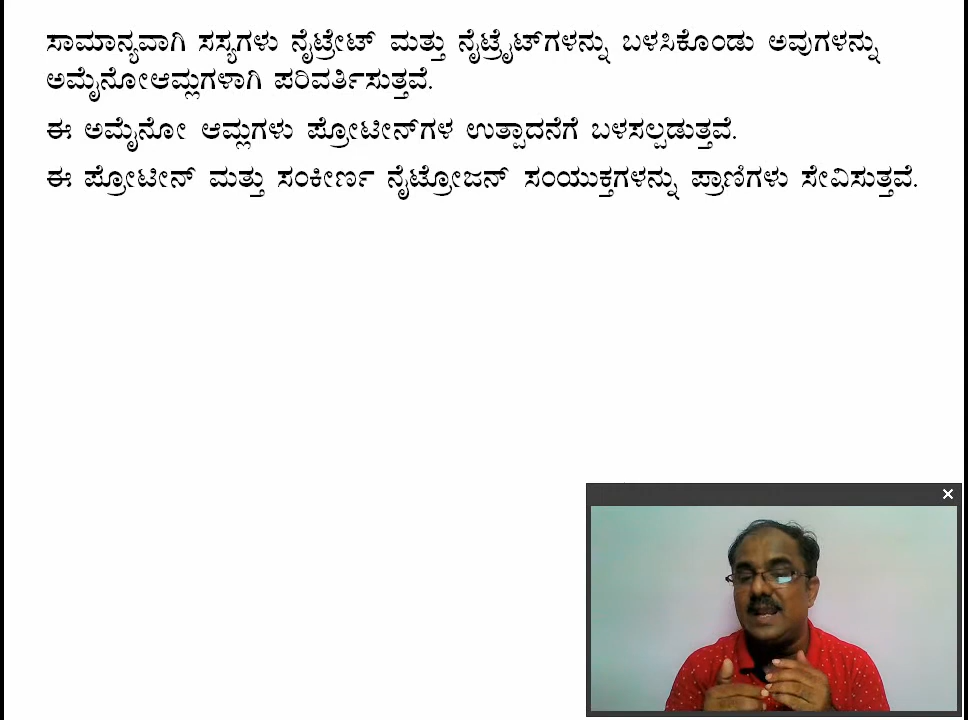 ಸಾಮಾನ್ಯವಾಗಿ ಸಸ್ಯಗಳು ನೈಟ್ರೇಟ್ ಮತ್ತು ನೈಟ್ರೈಟ್‌ಗಳನ್ನು ಬಳಸಿಕೊಂಡು ಅವುಗಳನ್ನು
ಅಮೈನೋಆಮ್ಲಗಳಾಗಿ ಪರಿವರ್ತಿಸುತ್ತವೆ.
ಈ ಅಮೈನೋ ಆಮ್ಲಗಳು ಪ್ರೋಟೀನ್‌ಗಳ ಉತ್ಪಾದನೆಗೆ ಬಳಸಲ್ಪಡುತ್ತವೆ.
ಈ ಪ್ರೋಟೀನ್ ಮತ್ತು ಸಂಕೀರ್ಣ ನೈಟ್ರೋಜನ್ ಸಂಯುಕ್ತಗಳನ್ನು ಪ್ರಾಣಿಗಳು ಸೇವಿಸುತ್ತವೆ.